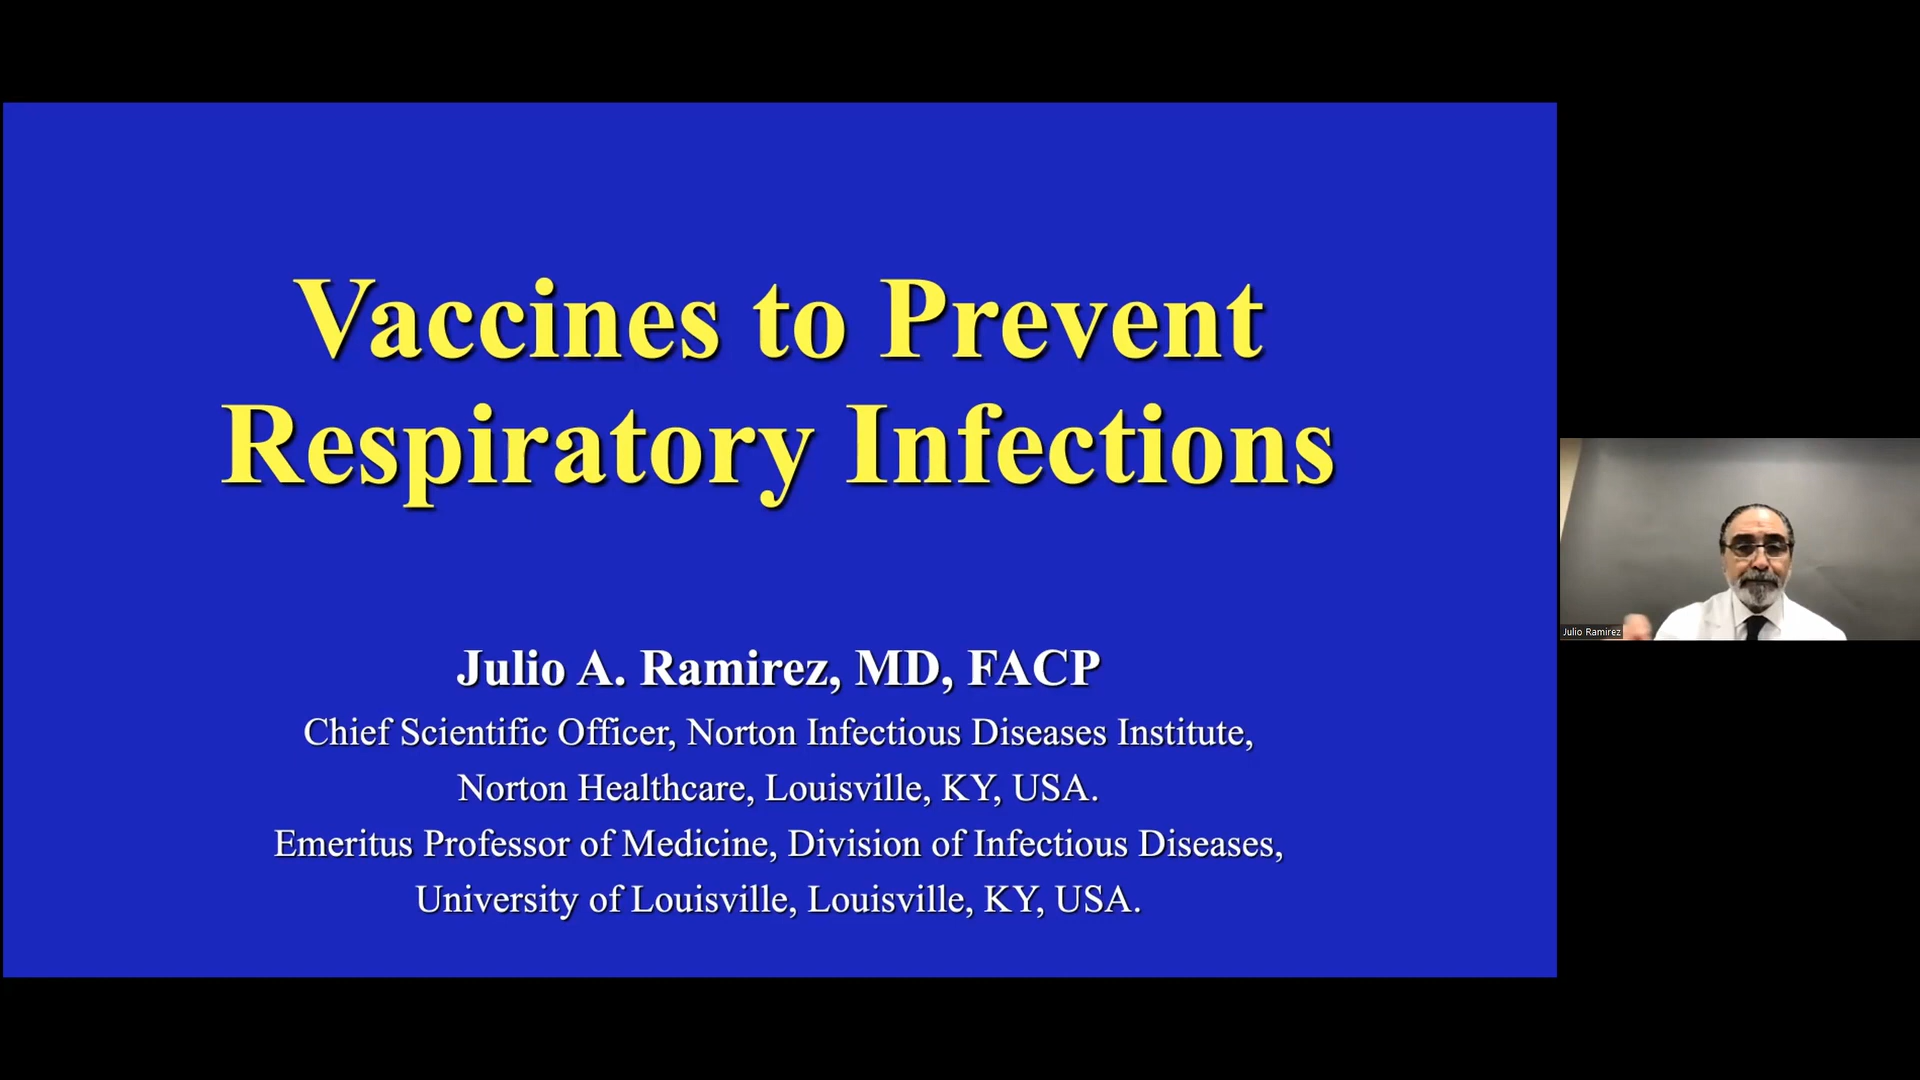 Vaccines to Prevent
Respiratory Infections
Julio A. Ramirez, MD, FACP
Chief Scientific Officer, Norton Infectious Diseases Institute,
Norton Healthcare, Louisville, KY, USA.
Emeritus Professor of Medicine, Division of Infectious Diseases,
University of Louisville, Louisville, KY, USA.
Julio Ramirez